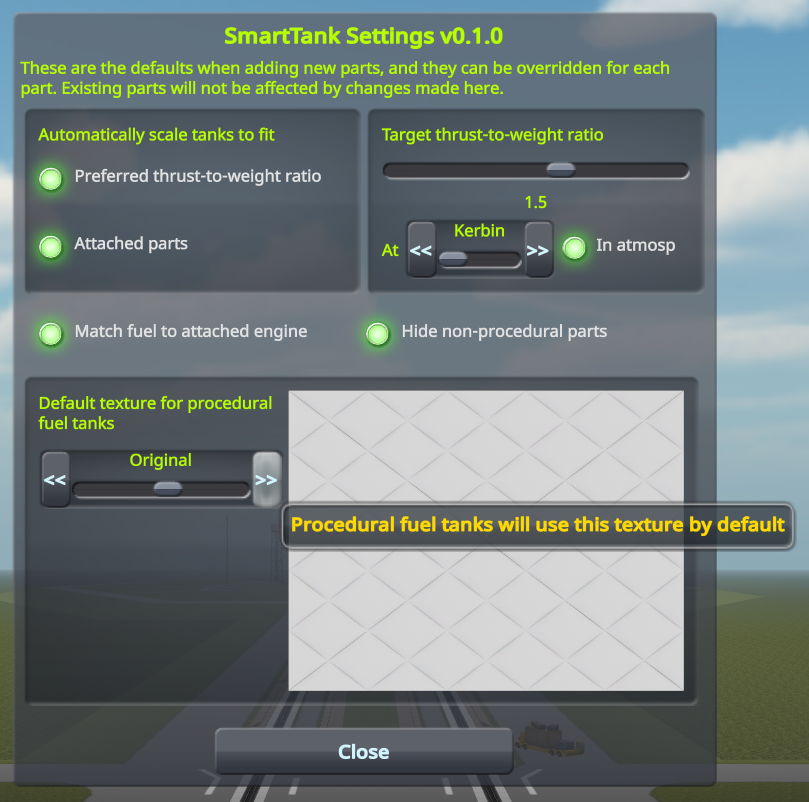 SmartTank Settings v0.1.0
These are the defaults when adding new parts, and they can be overridden for each
part. Existing parts will not be affected by changes made here.
Automatically scale tanks to fit
Preferred thrust-to-weight ratio
Attached parts
Target thrust-to-weight ratio
1.5
At
<<
Kerbin
>>
In atmosp
Match fuel to attached engine
Hide non-procedural parts
Default texture for procedural
fuel tanks
<<
Original
>>
Procedural fuel tanks will use this texture by default
Close